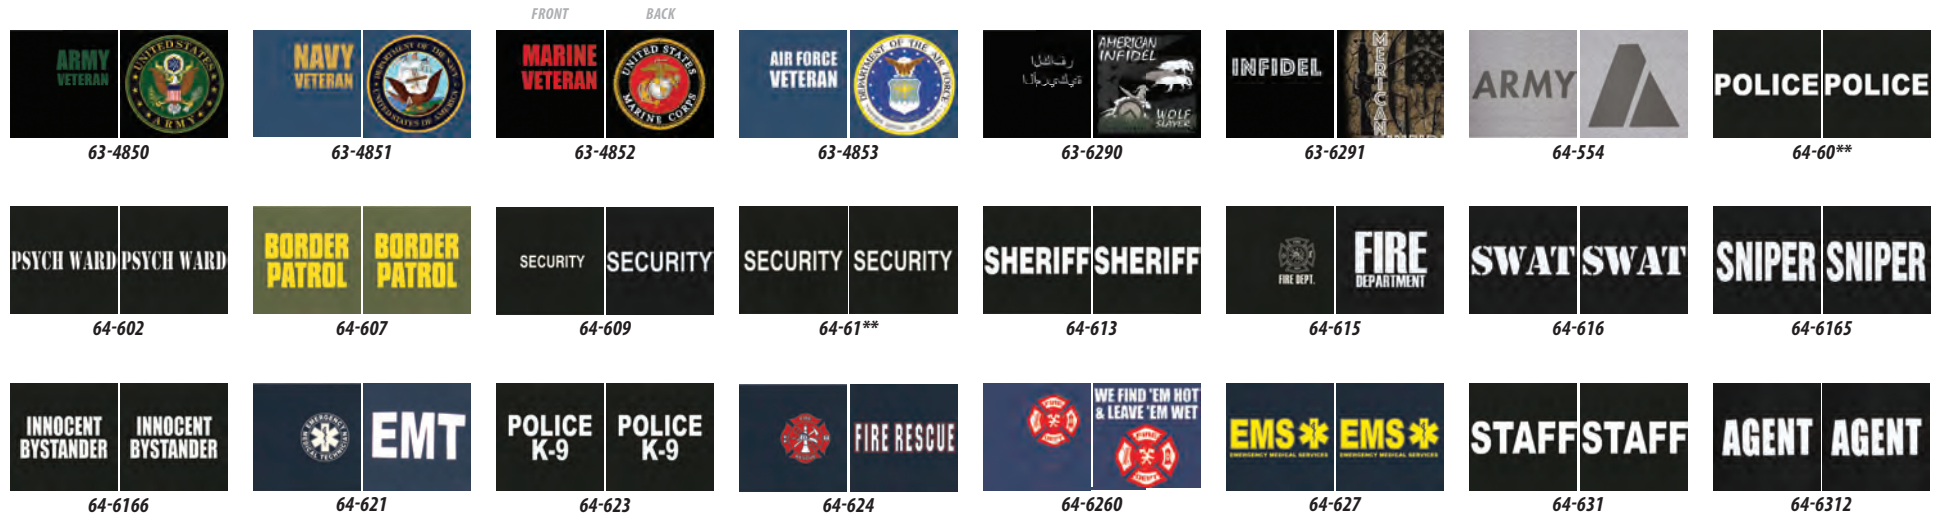 FRONT BACK
ARMY
VETERAN
UNITED STATES
ARMY
NAVY
VETERAN
DEPARTMENT OF THE NAVY
UNITED STATES OF AMERICA
MARINE
VETERAN
UNITED STATES
MARINE CORPS
AIR FORCE
VETERAN
DEPARTMENT OF THE AIR FORCE
AMERICAN
INFIDEL
WOLF
SLAYER
INFIDEL
MERICAN
ARMY
POLICE POLICE
63-4850 63-4851 63-4852 63-4853 63-6290 63-6291 64-554 64-60**
PSYCH WARD PSYCH WARD
BORDER
PATROL
BORDER
PATROL
SECURITY SECURITY
SECURITY SECURITY
SHERIFF SHERIFF
FIRE DEPT.
FIRE
DEPARTMENT
SWAT SWAT
SNIPER SNIPER
64-602 64-607 64-609 64-61** 64-613 64-615 64-616 64-6165
INNOCENT
BYSTANDER
INNOCENT
BYSTANDER
EMERGENCY
MEDICAL TECHNICIAN
EMT
POLICE
K-9
POLICE
K-9
FIRE RESCUE
FIRE
DEPT
WE FIND 'EM HOT
& LEAVE 'EM WET
FIRE
DEPT
EMS
EMERGENCY MEDICAL SERVICES
EMS
EMERGENCY MEDICAL SERVICES
STAFF STAFF
AGENT AGENT
64-6166 64-621 64-623 64-624 64-6260 64-627 64-631 64-6312